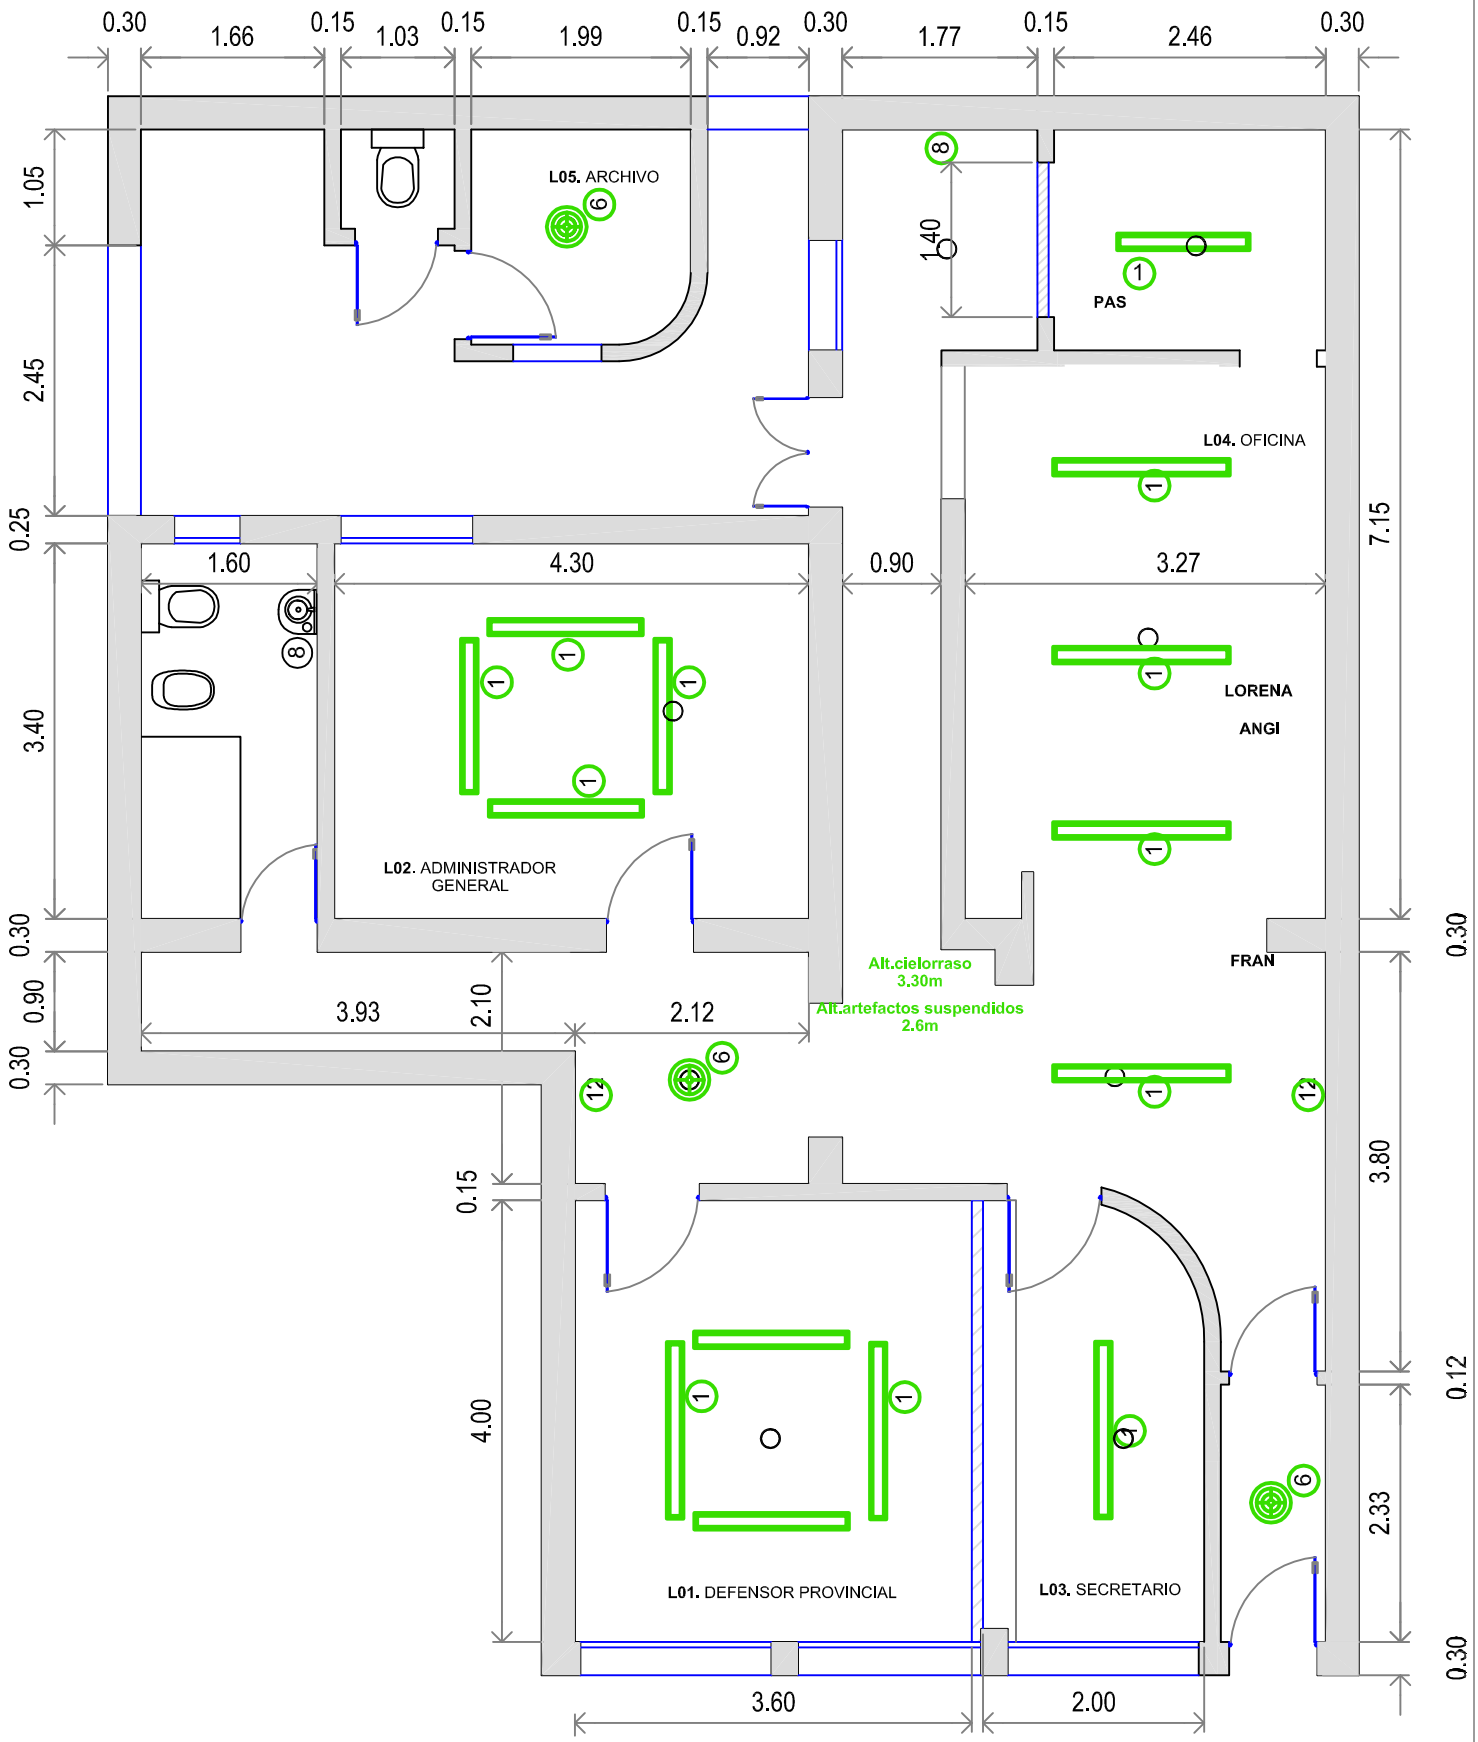 0.30 0.15 0.15 0.15 0.30 0.15 0.30
1.66 1.03 1.99 0.92 1.77 2.46
8
1.05
L05. ARCHIVO
6
1.40
1
PAS
2.45
L04. OFICINA
1
0.25
7.15
1.60 4.30 0.90 3.27
8
1
1
1
1
LORENA
ANGI
3.40
1
1
L02. ADMINISTRADOR
GENERAL
0.30
0.30
FRAN
Alt.cielorraso
3.30m
0.90
2.10
3.93 2.12
Alt.artefactos suspendidos
2.6m
0.30
6
12
1
12
3.80
0.15
4.00
1
1
0.12
1
6
2.33
L01. DEFENSOR PROVINCIAL
L03. SECRETARIO
0.30
3.60 2.00